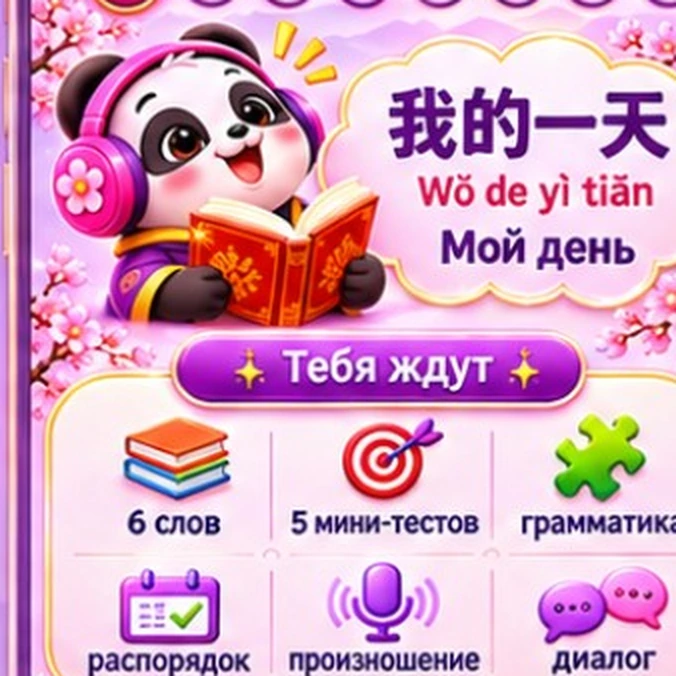 我的一天
Wǒ de yì tiān
Мой день
Тебя ждут
6 слов
5 мини-тестов
грамматика
распорядок
произношение
диалог